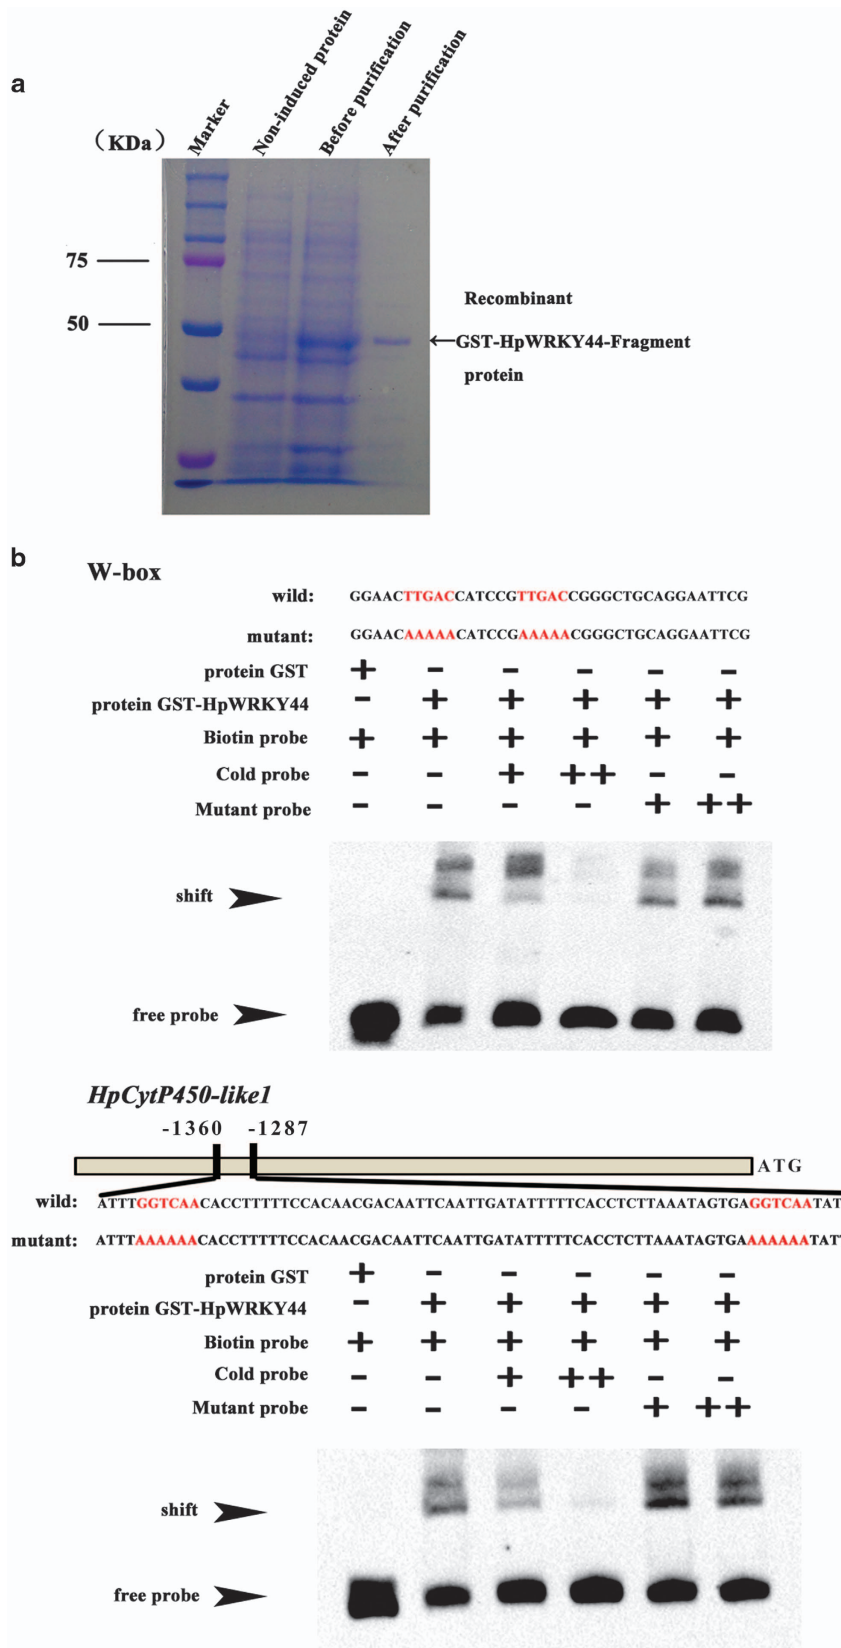 a
(KDa)
Marker
Non-induced protein
Before purification
After purification
75
50
Recombinant
←GST-HpWRKY44-Fragment
protein
b
W-box
wild: GGAACTTGACCATCCGTTGACCGGGCTGCAGGAATTCG
mutant: GGAACAAAAACATCCGAAAAACGGGCTGCAGGAATTCG
protein GST + - - - - -
protein GST-HpWRKY44 - + + + + +
Biotin probe + + + + + +
Cold probe - - + ++ - -
Mutant probe - - - - + ++
shift
free probe
HpCytP450-like1
-1360 -1287
ATG
wild: ATTTGGTCAACACCTTTTTCCACAACGACAATTCAATTGATATTTTTCACCTCTTAAATAGTGAGGTCAATAT
mutant: ATTTAAAAAACACCTTTTTCCACAACGACAATTCAATTGATATTTTTCACCTCTTAAATAGTGAAAAAAATAT
protein GST + - - - - -
protein GST-HpWRKY44 - + + + + +
Biotin probe + + + + + +
Cold probe - - + ++ - -
Mutant probe - - - - + ++
shift
free probe